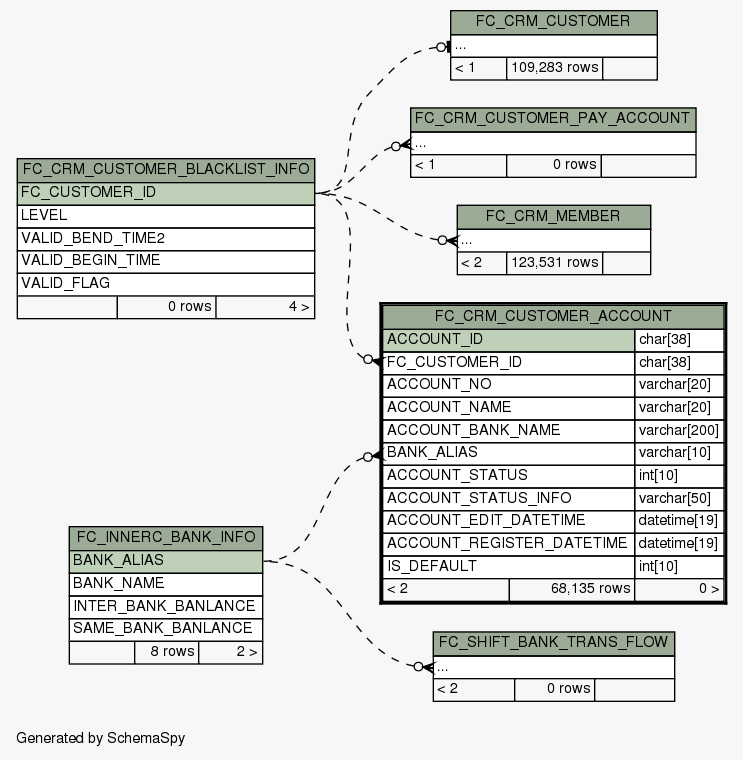 FC_CRM_CUSTOMER
...
< 1 109,283 rows
FC_CRM_CUSTOMER_PAY_ACCOUNT
...
< 1 0 rows
FC_CRM_CUSTOMER_BLACKLIST_INFO
FC_CUSTOMER_ID
LEVEL
VALID_BEND_TIME2
VALID_BEGIN_TIME
VALID_FLAG
0 rows 4 >
FC_CRM_MEMBER
...
< 2 123,531 rows
FC_CRM_CUSTOMER_ACCOUNT
ACCOUNT_ID char[38]
FC_CUSTOMER_ID char[38]
ACCOUNT_NO varchar[20]
ACCOUNT_NAME varchar[20]
ACCOUNT_BANK_NAME varchar[200]
BANK_ALIAS varchar[10]
ACCOUNT_STATUS int[10]
ACCOUNT_STATUS_INFO varchar[50]
ACCOUNT_EDIT_DATETIME datetime[19]
ACCOUNT_REGISTER_DATETIME datetime[19]
IS_DEFAULT int[10]
< 2 68,135 rows 0 >
FC_INNERC_BANK_INFO
BANK_ALIAS
BANK_NAME
INTER_BANK_BANLANCE
SAME_BANK_BANLANCE
8 rows 2 >
FC_SHIFT_BANK_TRANS_FLOW
...
< 2 0 rows
Generated by SchemaSpy